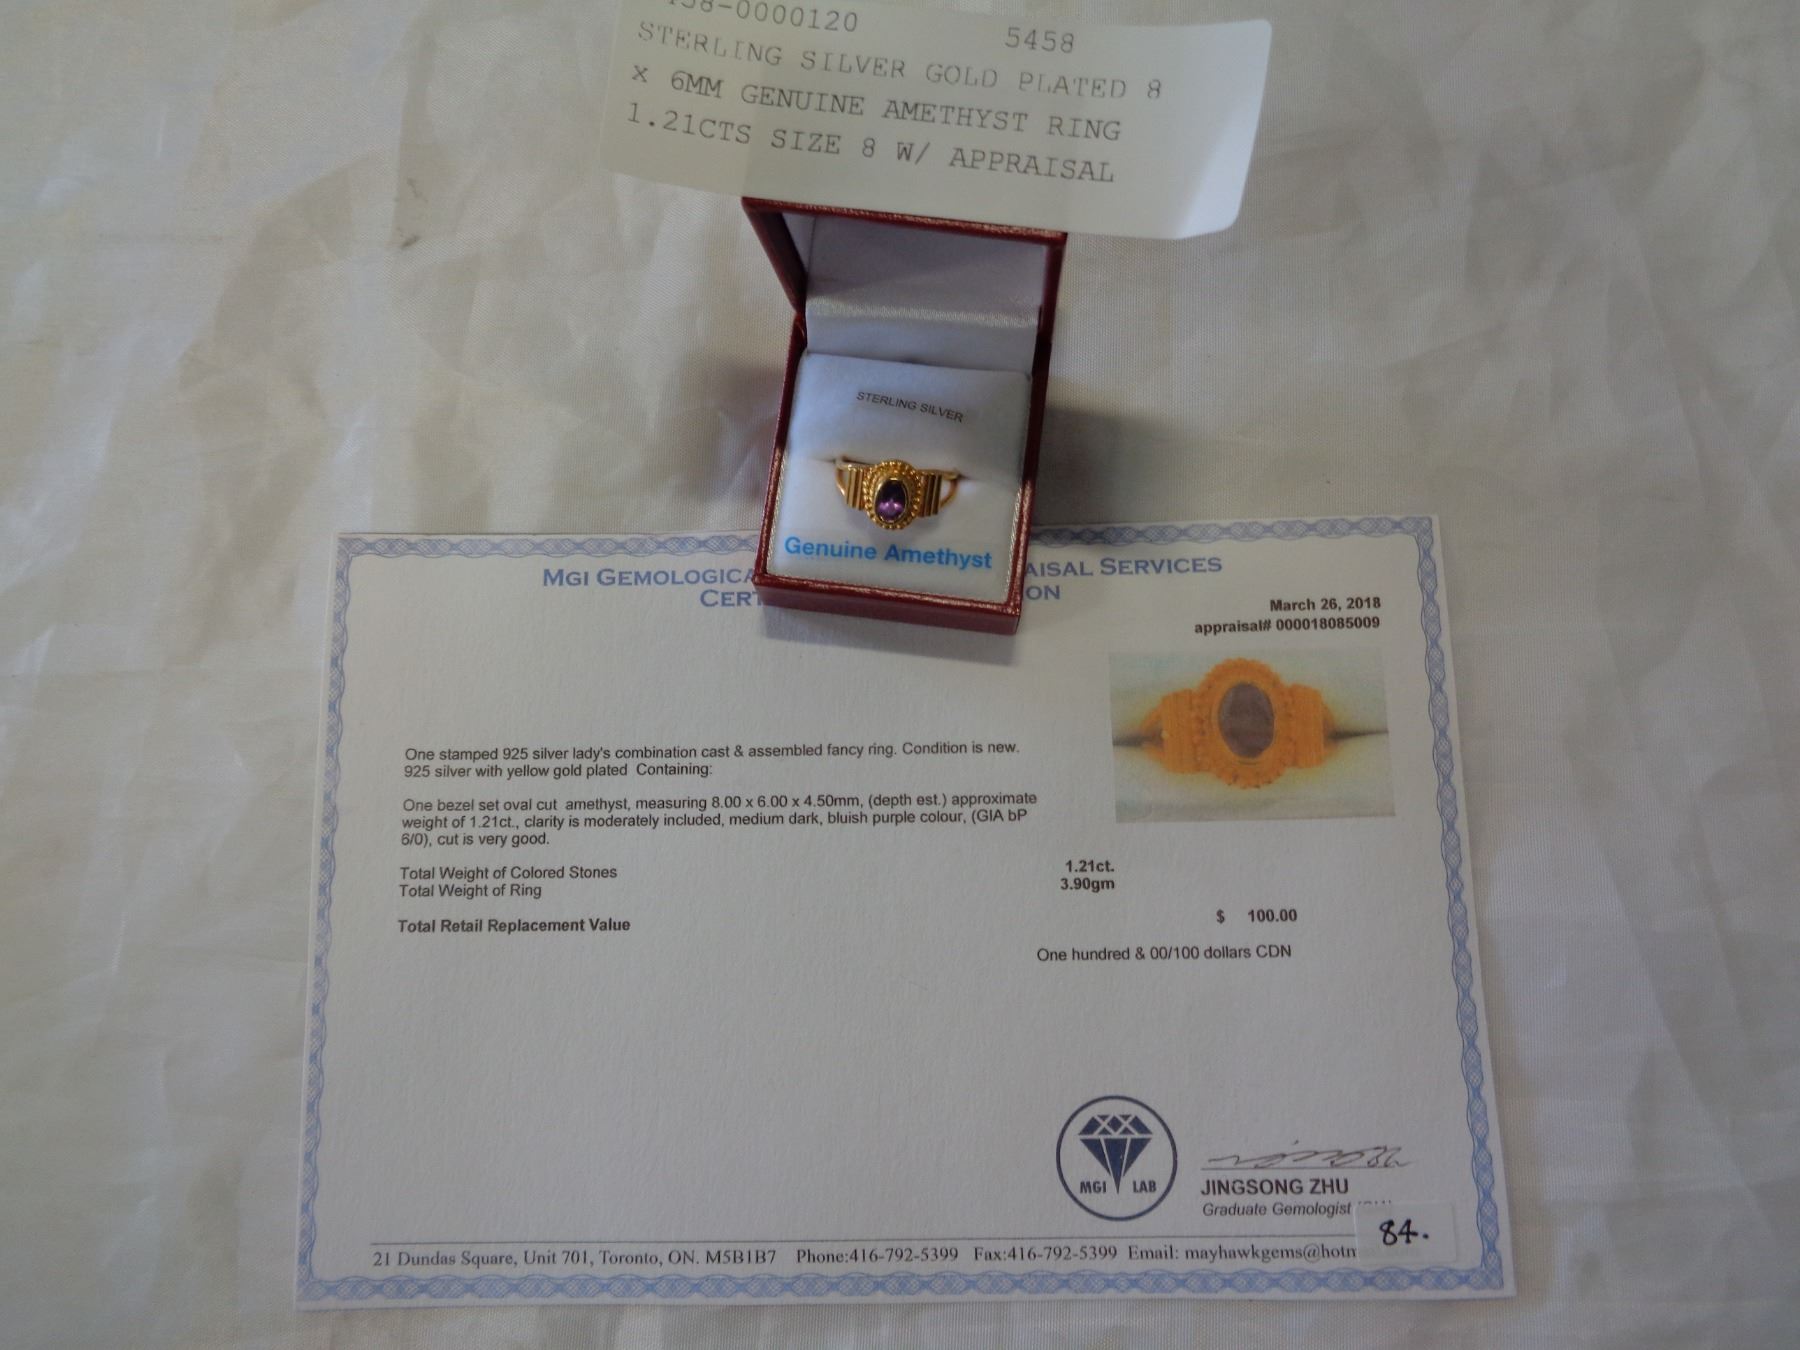 58-0000120 5458
STERLING SILVER GOLD PLATED 8
X 6MM GENUINE AMETHYST RING
1.21CTS SIZE 8 W/ APPRAISAL
STERLING SILVER
Genuine Amethyst
MGI GEMOLOGICA AISAL SERVICES
CERT ON
March 26, 2018
appraisal# 000018085009
One stamped 925 silver lady's combination cast & assembled fancy ring. Condition is new.
925 silver with yellow gold plated Containing:
One bezel set oval cut amethyst, measuring 8.00 x 6.00 x 4.50mm, (depth est.) approximate
weight of 1.21ct., clarity is moderately included, medium dark, bluish purple colour, (GIA bP
6/0), cut is very good.
Total Weight of Colored Stones 1.21ct.
Total Weight of Ring 3.90gm
Total Retail Replacement Value $ 100.00
One hundred & 00/100 dollars CDN
MGI LAB
JINGSONG ZHU
Graduate Gemologist
84.
21 Dundas Square, Unit 701, Toronto, ON. M5B1B7 Phone:416-792-5399 Fax:416-792-5399 Email: mayhawkgems@hotn